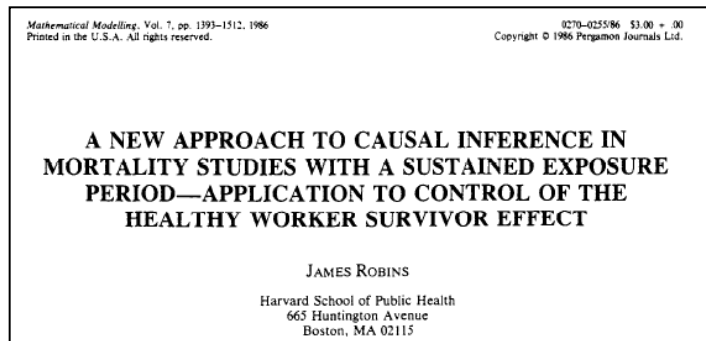 Mathematical Modelling, Vol. 7, pp. 1393–1512, 1986
Printed in the U.S.A. All rights reserved.
0270–0255/86 $3.00 + .00
Copyright © 1986 Pergamon Journals Ltd.
A NEW APPROACH TO CAUSAL INFERENCE IN
MORTALITY STUDIES WITH A SUSTAINED EXPOSURE
PERIOD—APPLICATION TO CONTROL OF THE
HEALTHY WORKER SURVIVOR EFFECT
JAMES ROBINS
Harvard School of Public Health
665 Huntington Avenue
Boston, MA 02115